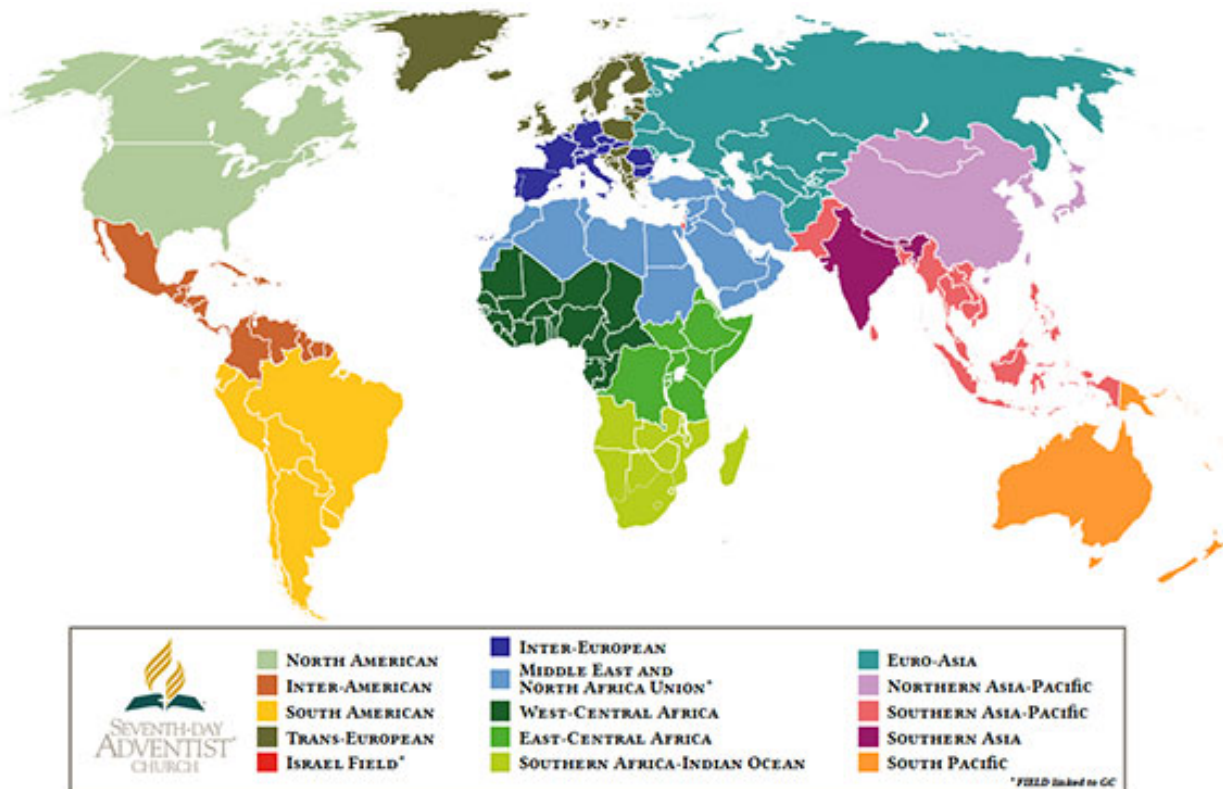 SEVENTH-DAY
ADVENTIST
CHURCH
NORTH AMERICAN
INTER-AMERICAN
SOUTH AMERICAN
TRANS-EUROPEAN
ISRAEL FIELD*
INTER-EUROPEAN
MIDDLE EAST AND
NORTH AFRICA UNION*
WEST-CENTRAL AFRICA
EAST-CENTRAL AFRICA
SOUTHERN AFRICA-INDIAN OCEAN
EURO-ASIA
NORTHERN ASIA-PACIFIC
SOUTHERN ASIA-PACIFIC
SOUTHERN ASIA
SOUTH PACIFIC
* FIELD linked to GC